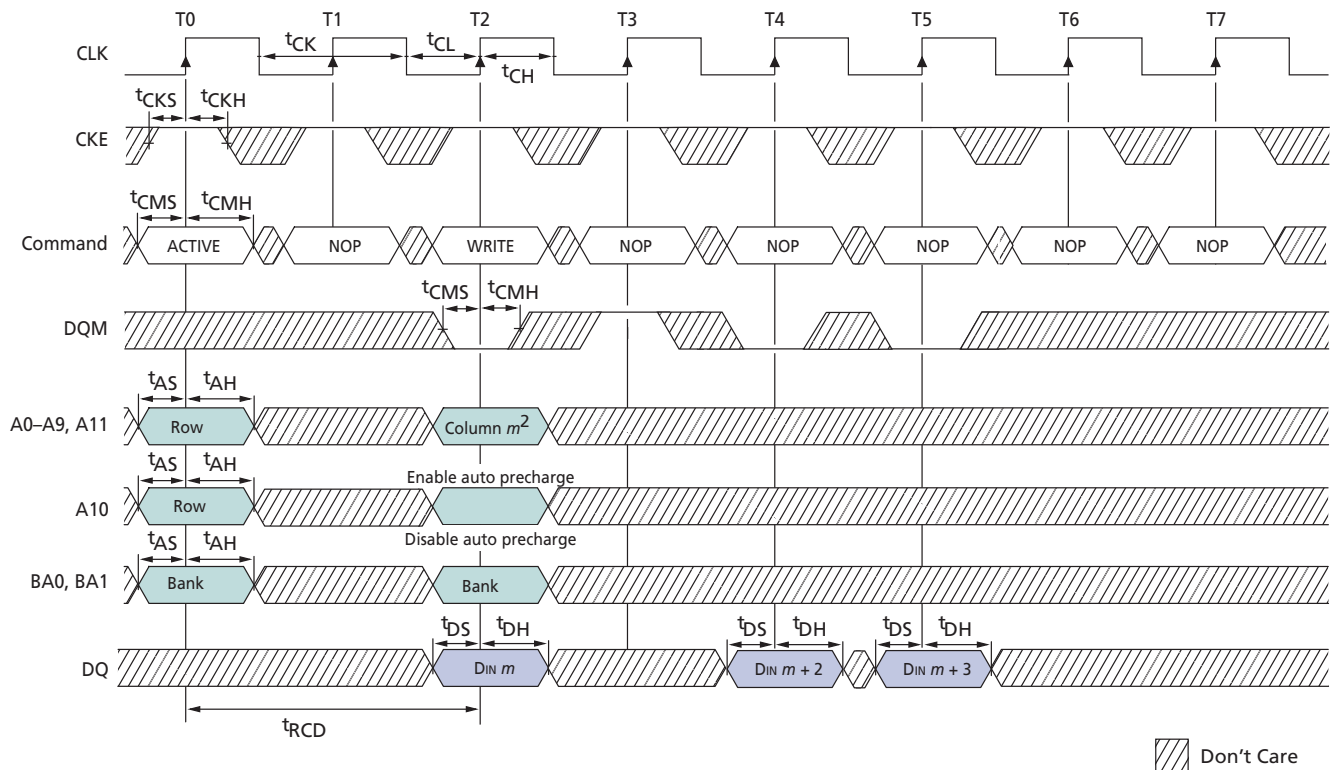 T0 T1 T2 T3 T4 T5 T6 T7
CLK
tCK tCL
tCH
tCKS tCKH
CKE
tCMS tCMH
Command ACTIVE NOP WRITE NOP NOP NOP NOP NOP
tCMS tCMH
DQM
tAS tAH
A0–A9, A11 Row Column m2
tAS tAH Enable auto precharge
A10 Row
Disable auto precharge
tAS tAH
BA0, BA1 Bank Bank
tDS tDH tDS tDH tDS tDH
DQ DIN m DIN m + 2 DIN m + 3
tRCD
Don't Care